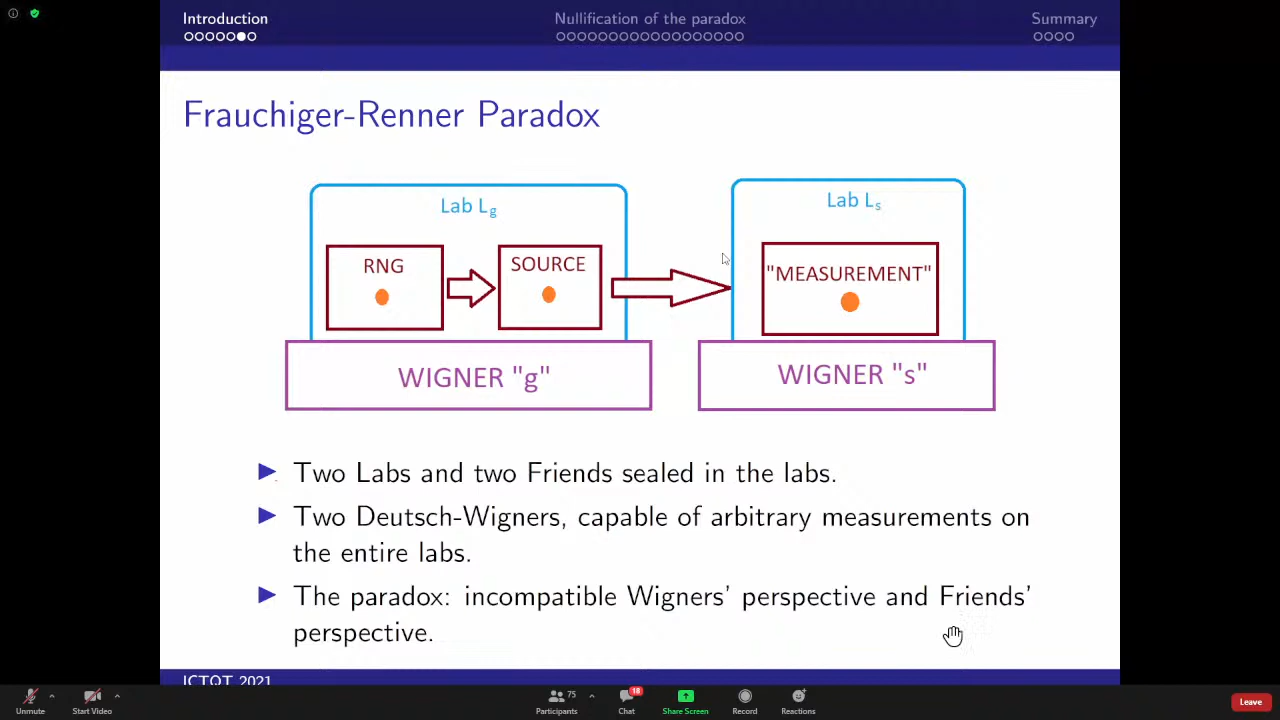 Introduction Nullification of the paradox Summary
Frauchiger-Renner Paradox
Lab Lg Lab Ls
RNG SOURCE "MEASUREMENT"
WIGNER "g" WIGNER "s"
Two Labs and two Friends sealed in the labs.
Two Deutsch-Wigners, capable of arbitrary measurements on
the entire labs.
The paradox: incompatible Wigners' perspective and Friends'
perspective.
ICTQT 2021
75 18
Unmute Start Video Participants Chat Share Screen Record Reactions Leave